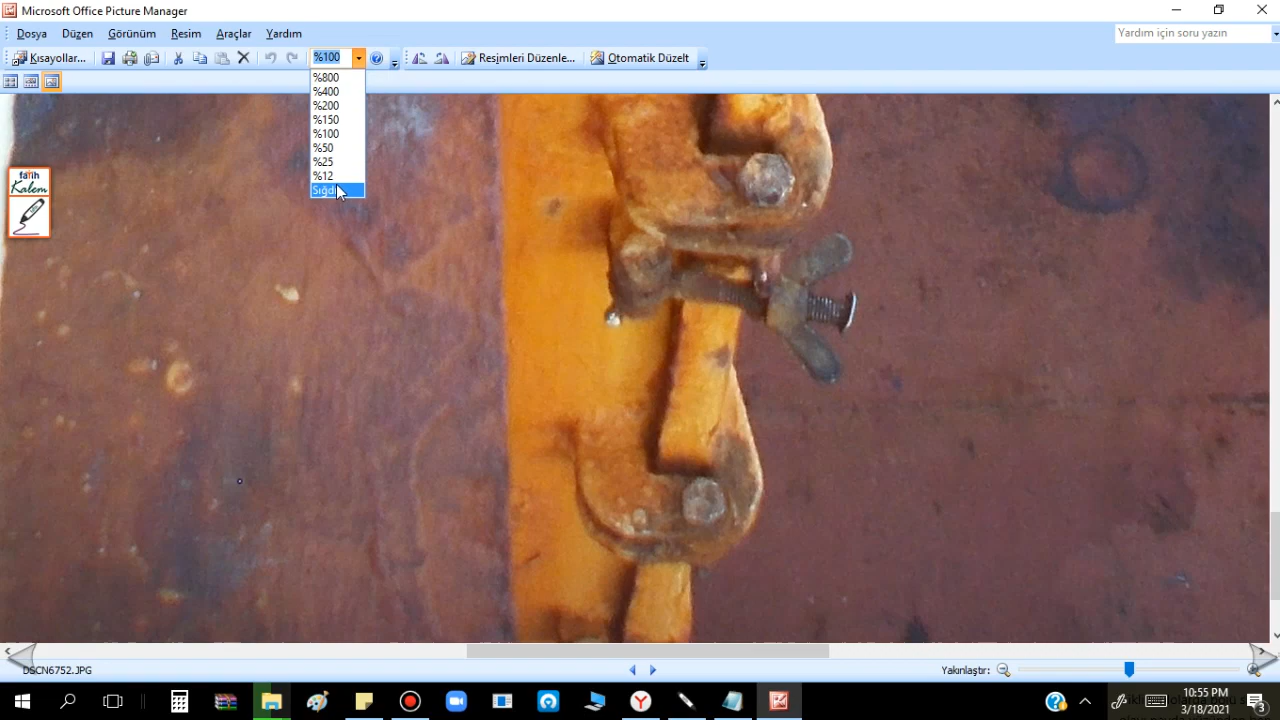 Microsoft Office Picture Manager
Dosya Düzen Görünüm Resim Araçlar Yardım
Yardım için soru yazın
Kısayollar... %100 Resimleri Düzenle... Otomatik Düzelt
%800
%400
%200
%150
%100
%50
%25
%12
fatih
Kalem
DSCN6752.JPG
Yakınlaştır:
10:55 PM
3/18/2021
3